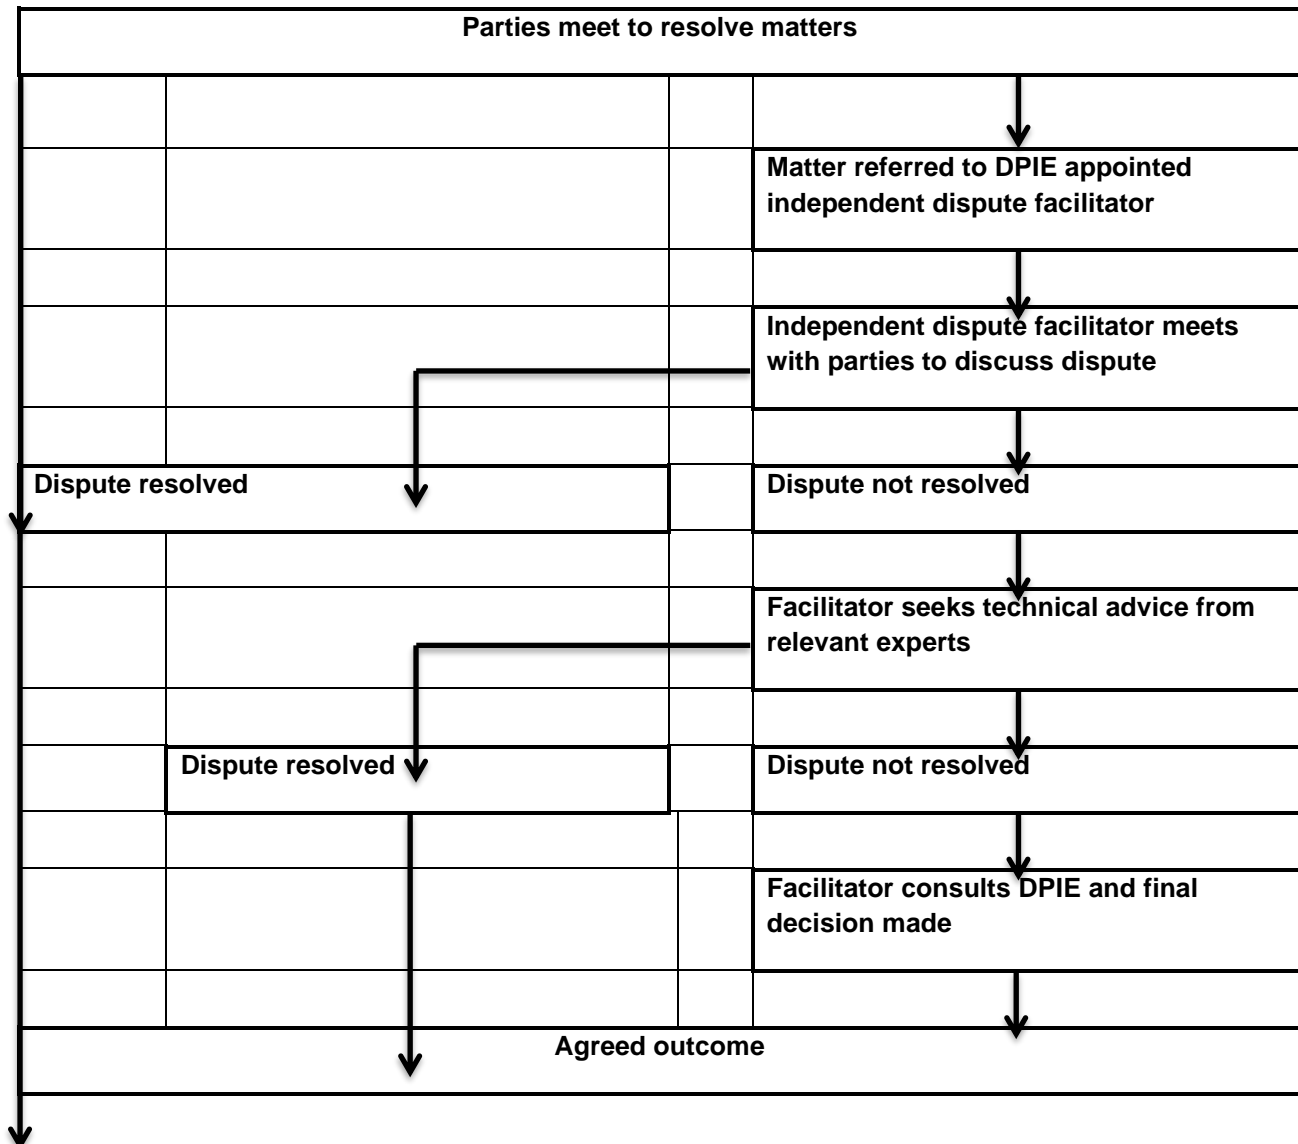 Parties meet to resolve matters
Matter referred to DPIE appointed
independent dispute facilitator
Independent dispute facilitator meets
with parties to discuss dispute
Dispute resolved
Dispute not resolved
Facilitator seeks technical advice from
relevant experts
Dispute resolved
Dispute not resolved
Facilitator consults DPIE and final
decision made
Agreed outcome